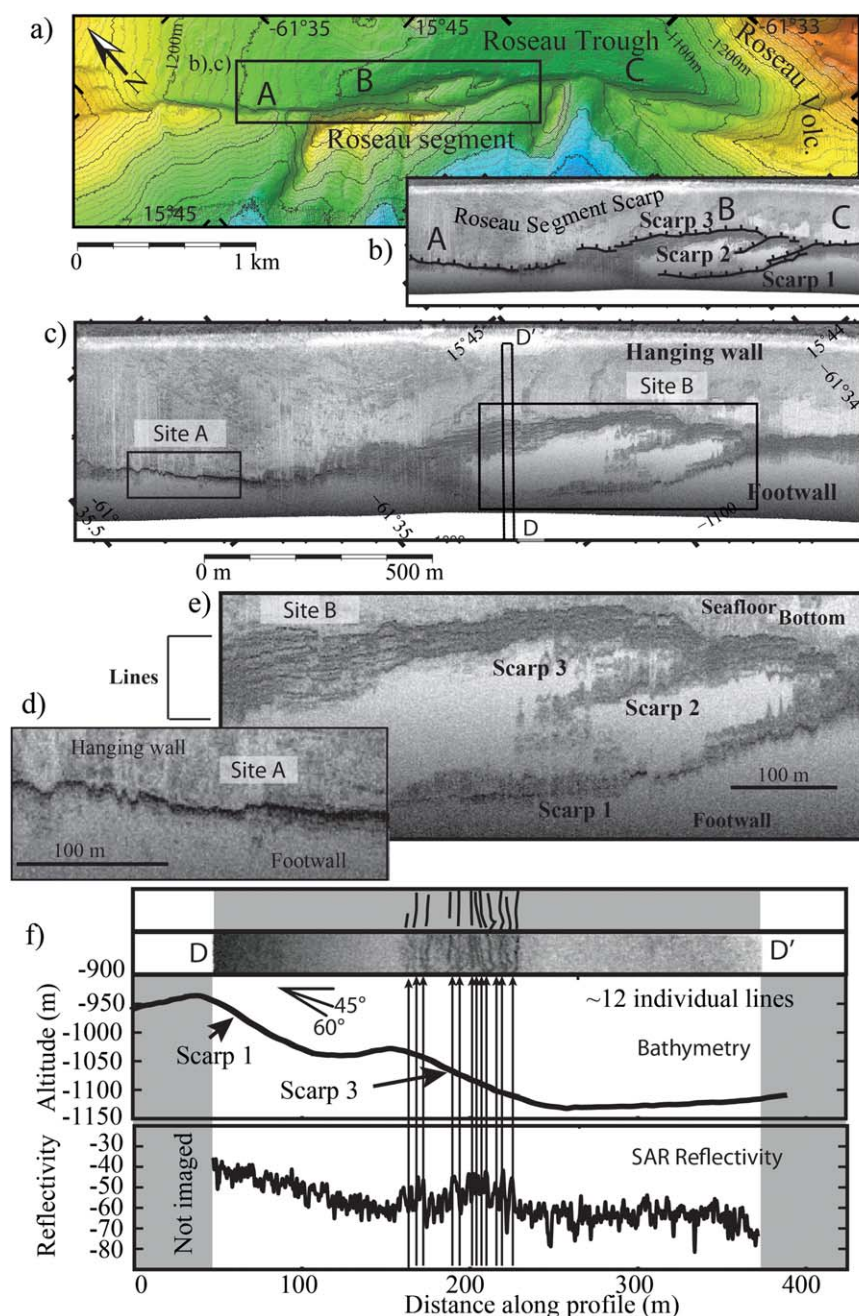 a)
-61°35
-15°45
-61°33
-1200m
Roseau Trough
-1100m
-1200m
Roseau Volc.
N
b),c)
A
B
C
Roseau segment
15°45
0
1 km
b)
Roseau Segment Scarp
A
Scarp 3
B
C
Scarp 2
Scarp 1
c)
15°45
D'
Hanging wall
15°44
-61°34
Site B
Site A
Footwall
-61°
35.5
-61°35
D
-1100
0 m
500 m
e)
Site B
Seafloor
Bottom
Lines
Scarp 3
Scarp 2
d)
Hanging wall
Site A
100 m
Scarp 1
100 m
Footwall
Footwall
f)
D
D'
-900
-950
-1000
-1050
-1100
-1150
Altitude (m)
45°
60°
~12 individual lines
Scarp 1
Bathymetry
Scarp 3
-30
-40
-50
-60
-70
-80
Reflectivity
Not imaged
SAR Reflectivity
0
100
200
300
400
Distance along profile (m)